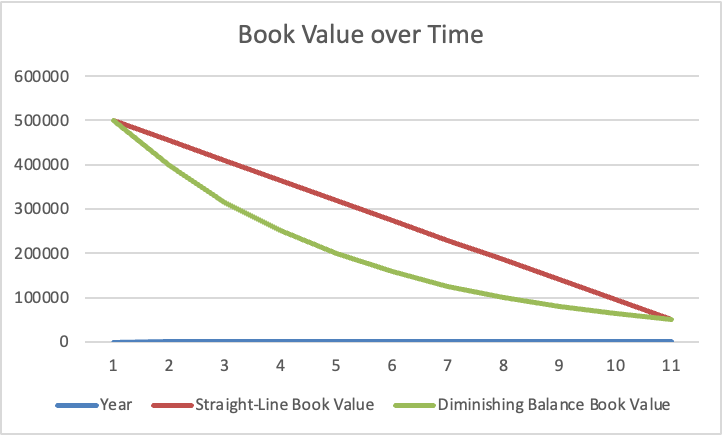 Book Value over Time
600000
500000
400000
300000
200000
100000
0
1 2 3 4 5 6 7 8 9 10 11
Year Straight-Line Book Value Diminishing Balance Book Value